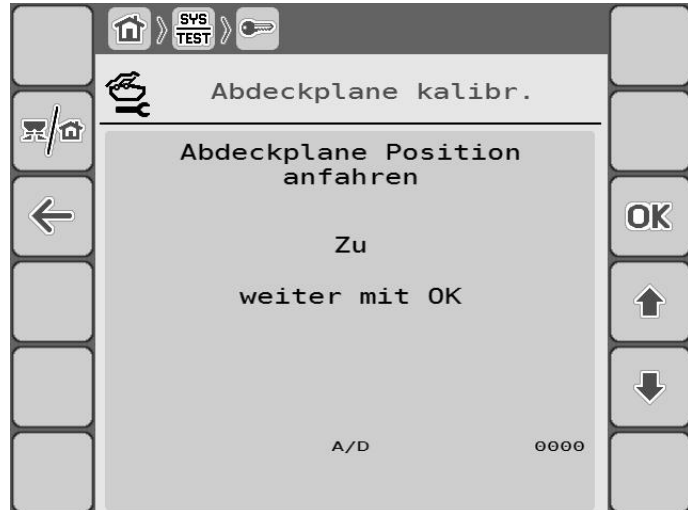 SYS
TEST
Abdeckplane kalibr.
Abdeckplane Position
anfahren
OK
Zu
weiter mit OK
A/D 0000